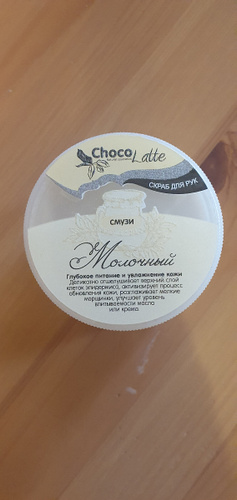 Choco
Latte
СКРАБ ДЛЯ РУК
СМУЗИ
Молочный
Глубокое питание и увлажнение кожи
Деликатно отшелушивает верхний слой
клеток эпидермиса, активизирует процесс
обновления кожи, разглаживает мелкие
морщинки, улучшает уровень
впитываемости масла
или крема.